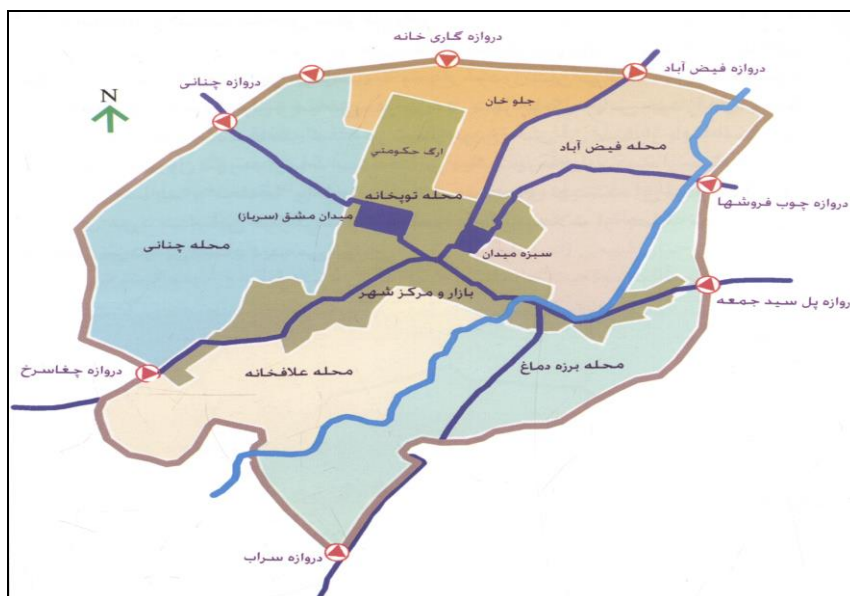 دروازه گاری خانه
دروازه فیض آباد
دروازه چنانی
N
جلو خان
محله فیض آباد
ارگ حکومتی
محله توپخانه
دروازه چوب فروشها
میدان مشق (سرباز)
محله چنانی
سبزه میدان
بازار و مرکز شهر
روازه پل سید جمعه
محله برزه دماغ
محله علافخانه
دروازه چغاسرخ
دروازه سراب